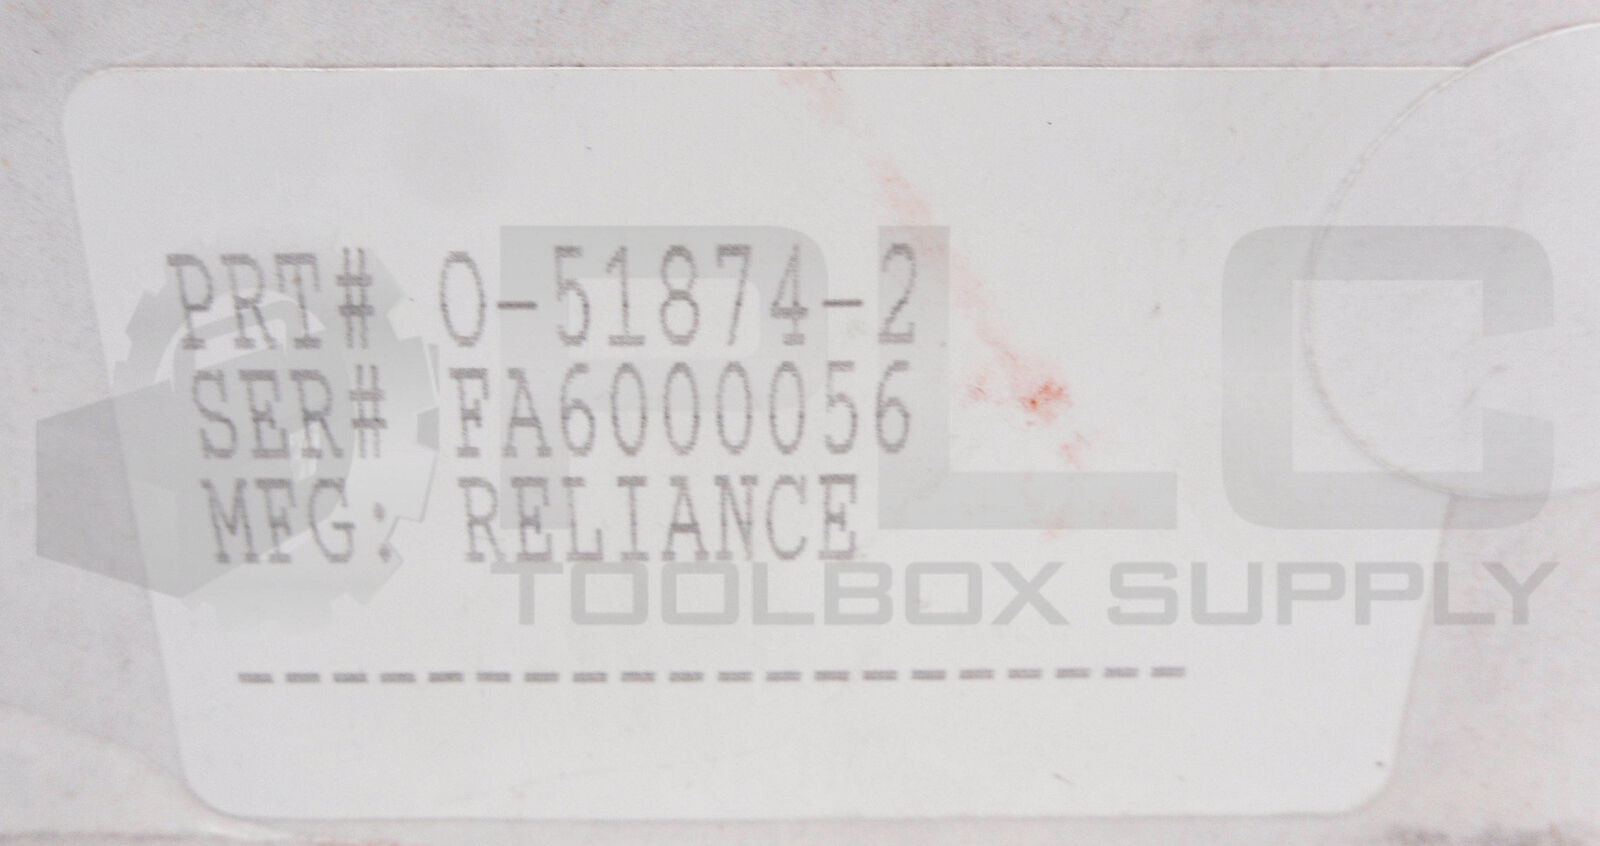 PRT# 0-51874-2
SER# FA6000056
MFG: RELIANCE
PLC
TOOLBOX SUPPLY
--------------------